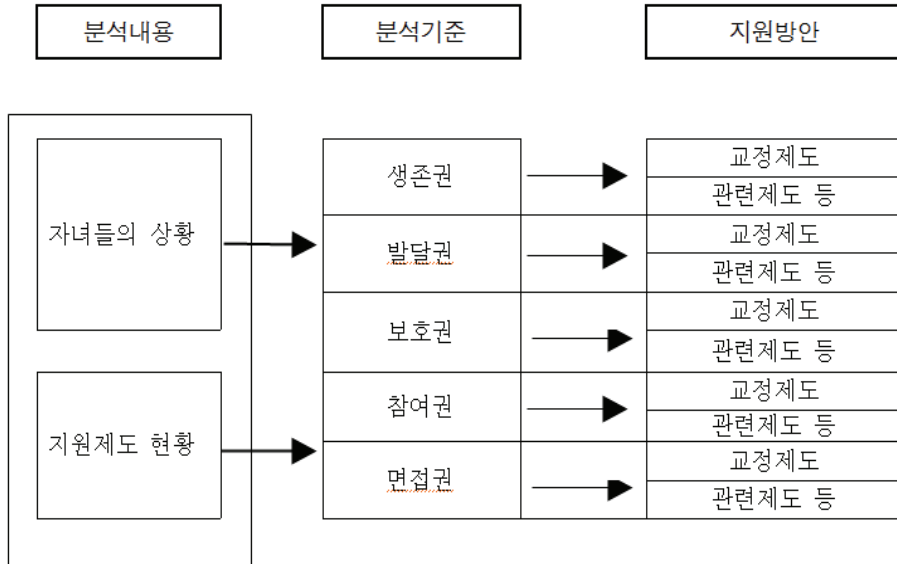 분석내용
분석기준
지원방안
자녀들의 상황
지원제도 현황
생존권
발달권
보호권
참여권
면접권
교정제도
관련제도 등
교정제도
관련제도 등
교정제도
관련제도 등
교정제도
관련제도 등
교정제도
관련제도 등